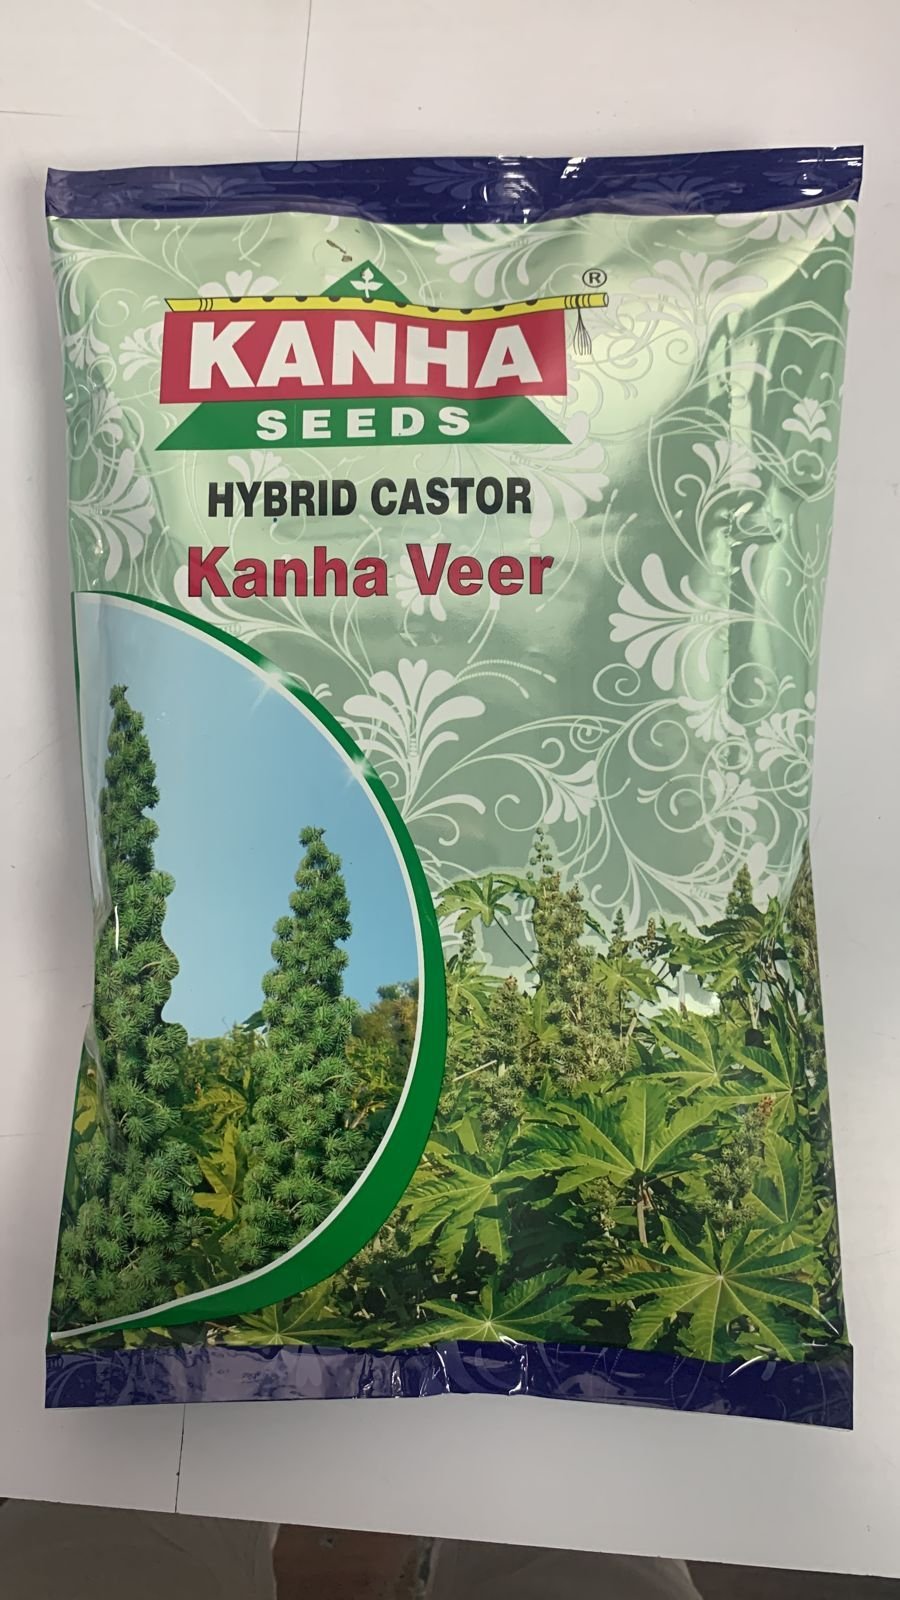 ®
KANHA
SEEDS
HYBRID CASTOR
Kanha Veer